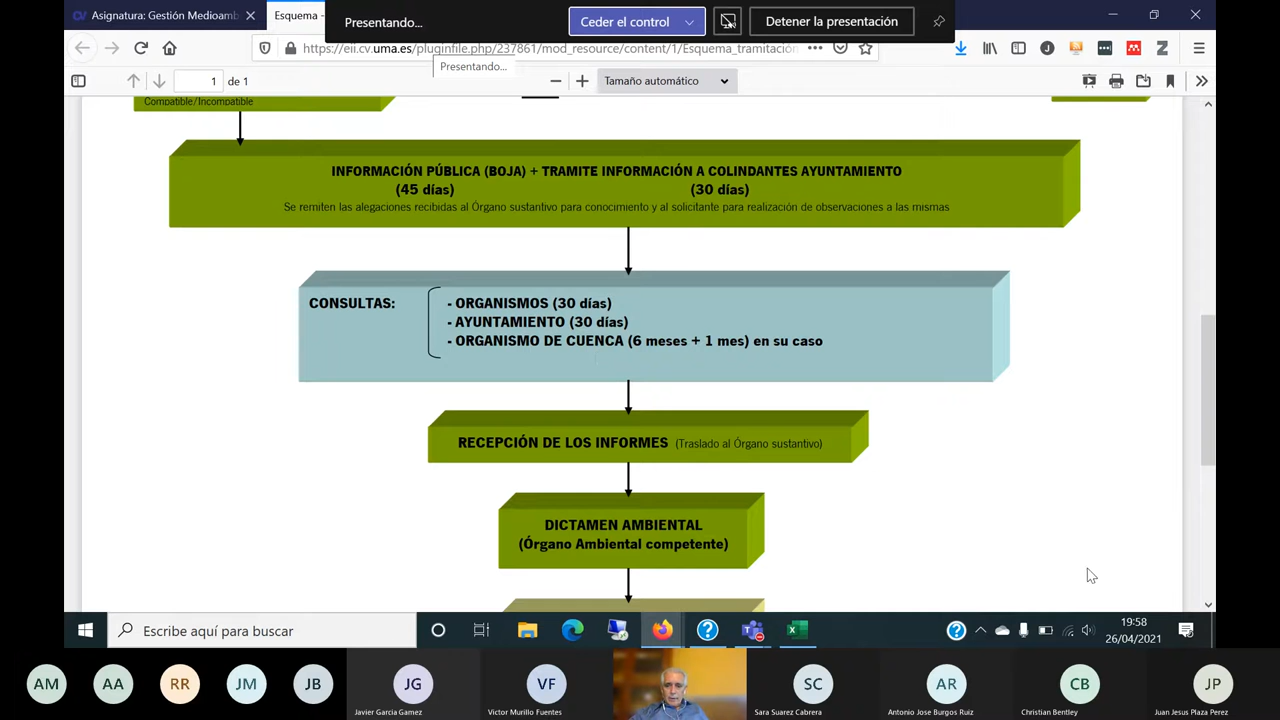 Asignatura: Gestión Medioamb
Esquema -
Presentando...
Ceder el control
Detener la presentación
https://eii.cv.uma.es/pluginfile.php/237861/mod_resource/content/1/Esquema_tramitación
Presentando...
1
de 1
Tamaño automático
Compatible/Incompatible
INFORMACIÓN PÚBLICA (BOJA) + TRAMITE INFORMACIÓN A COLINDANTES AYUNTAMIENTO
(45 días) (30 días)
Se remiten las alegaciones recibidas al Órgano sustantivo para conocimiento y al solicitante para realización de observaciones a las mismas
CONSULTAS:
- ORGANISMOS (30 días)
- AYUNTAMIENTO (30 días)
- ORGANISMO DE CUENCA (6 meses + 1 mes) en su caso
RECEPCIÓN DE LOS INFORMES (Traslado al Órgano sustantivo)
DICTAMEN AMBIENTAL
(Órgano Ambiental competente)
Escribe aquí para buscar
19:58
26/04/2021
AM
AA
RR
JM
JB
JG
Javier Garcia Gamez
VF
Victor Murillo Fuentes
SC
Sara Suarez Cabrera
AR
Antonio Jose Burgos Ruiz
CB
Christian Bentley
JP
Juan Jesus Plaza Perez